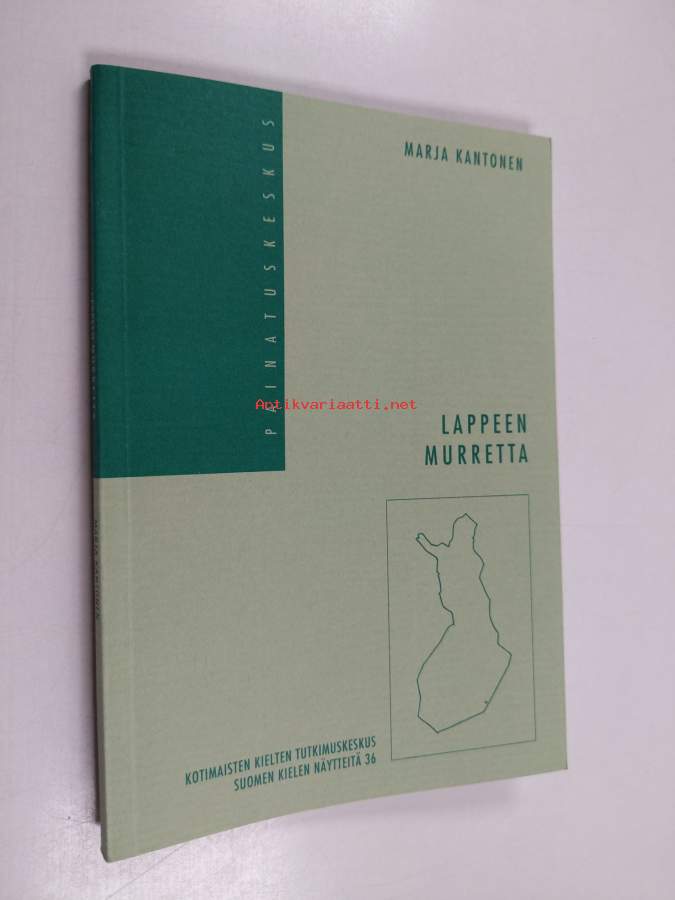 MARJA KANTONEN
PAINATUSKESKUS
Antikvariaatti.net
LAPPEEN
MURRETTA
KOTIMAISTEN KIELTEN TUTKIMUSKESKUS
SUOMEN KIELEN NÄYTTEITÄ 36